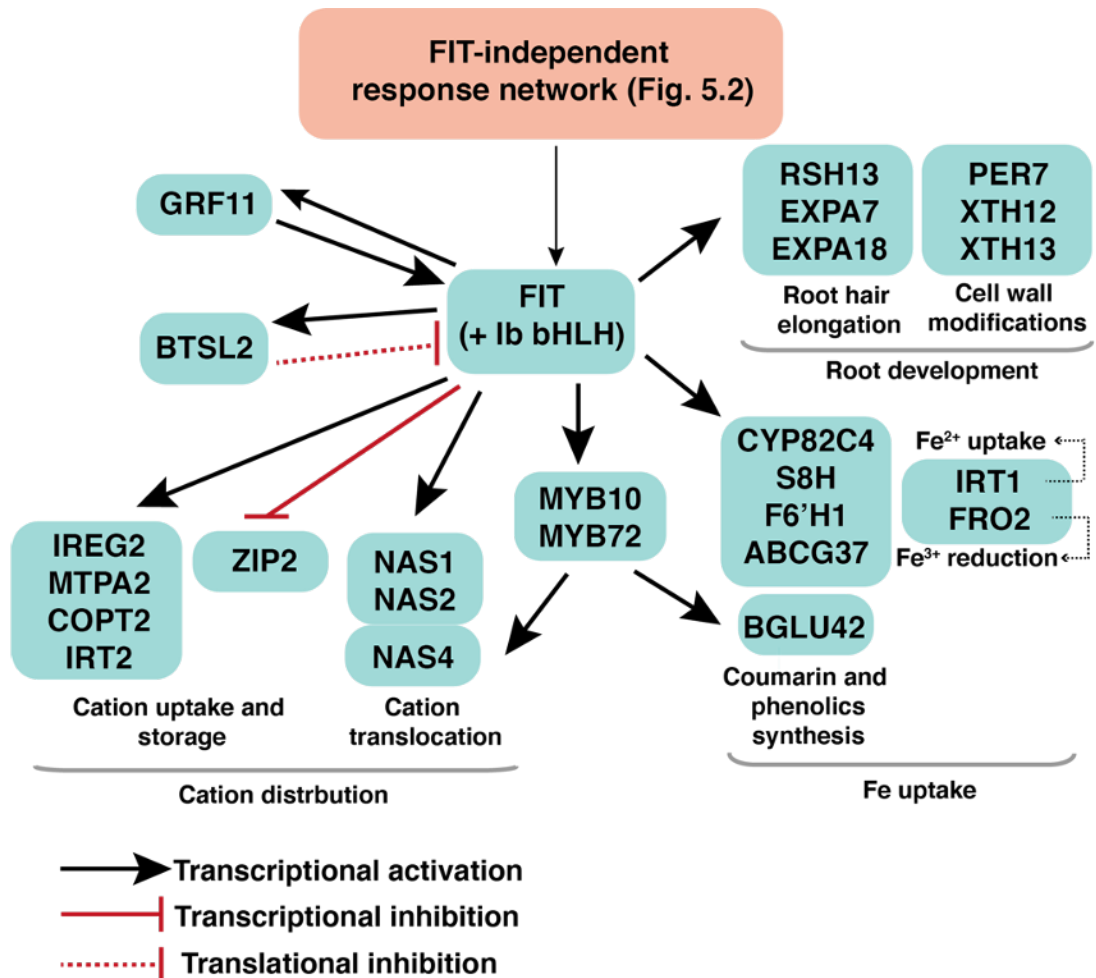 FIT-independent
response network (Fig. 5.2)
GRF11
BTSL2
FIT
(+ Ib bHLH)
RSH13
EXPA7
EXPA18
Root hair
elongation
PER7
XTH12
XTH13
Cell wall
modifications
Root development
CYP82C4
S8H
F6'H1
ABCG37
Fe²⁺ uptake
IRT1
FRO2
Fe³⁺ reduction
MYB10
MYB72
BGLU42
Coumarin and
phenolics
synthesis
Fe uptake
IREG2
MTPA2
COPT2
IRT2
ZIP2
NAS1
NAS2
NAS4
Cation uptake and
storage
Cation
translocation
Cation distrbution
Transcriptional activation
Transcriptional inhibition
Translational inhibition